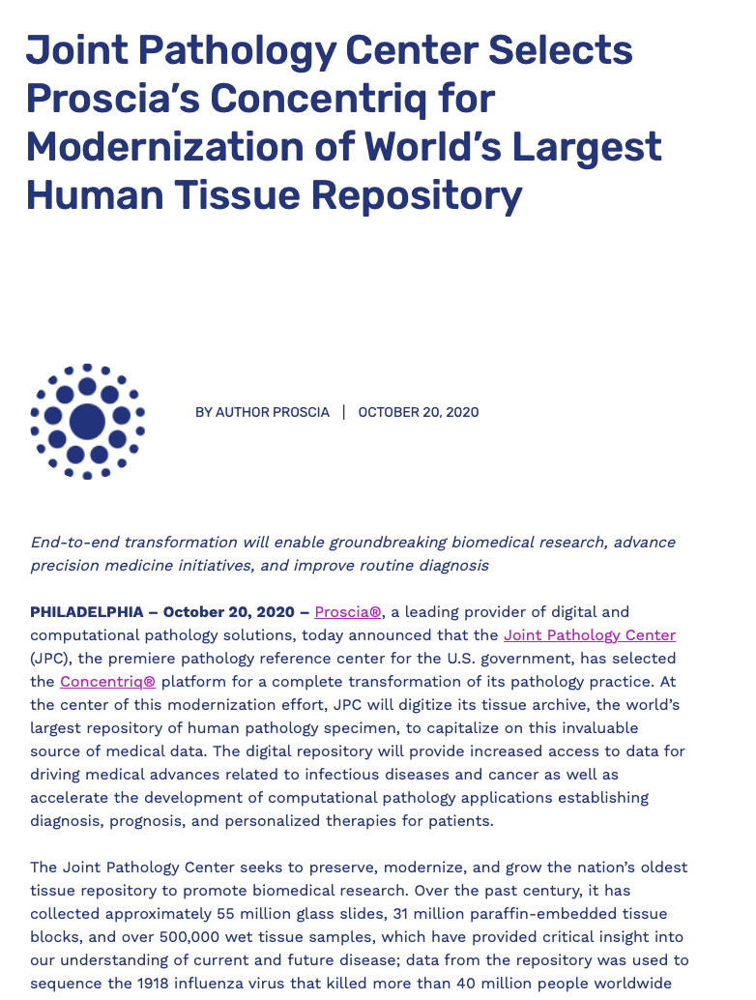 Joint Pathology Center Selects
Proscia’s Concentriq for
Modernization of World’s Largest
Human Tissue Repository
BY AUTHOR PROSCIA | OCTOBER 20, 2020
End-to-end transformation will enable groundbreaking biomedical research, advance
precision medicine initiatives, and improve routine diagnosis
PHILADELPHIA – October 20, 2020 – Proscia®, a leading provider of digital and
computational pathology solutions, today announced that the Joint Pathology Center
(JPC), the premiere pathology reference center for the U.S. government, has selected
the Concentriq® platform for a complete transformation of its pathology practice. At
the center of this modernization effort, JPC will digitize its tissue archive, the world’s
largest repository of human pathology specimen, to capitalize on this invaluable
source of medical data. The digital repository will provide increased access to data for
driving medical advances related to infectious diseases and cancer as well as
accelerate the development of computational pathology applications establishing
diagnosis, prognosis, and personalized therapies for patients.
The Joint Pathology Center seeks to preserve, modernize, and grow the nation’s oldest
tissue repository to promote biomedical research. Over the past century, it has
collected approximately 55 million glass slides, 31 million paraffin-embedded tissue
blocks, and over 500,000 wet tissue samples, which have provided critical insight into
our understanding of current and future disease; data from the repository was used to
sequence the 1918 influenza virus that killed more than 40 million people worldwide